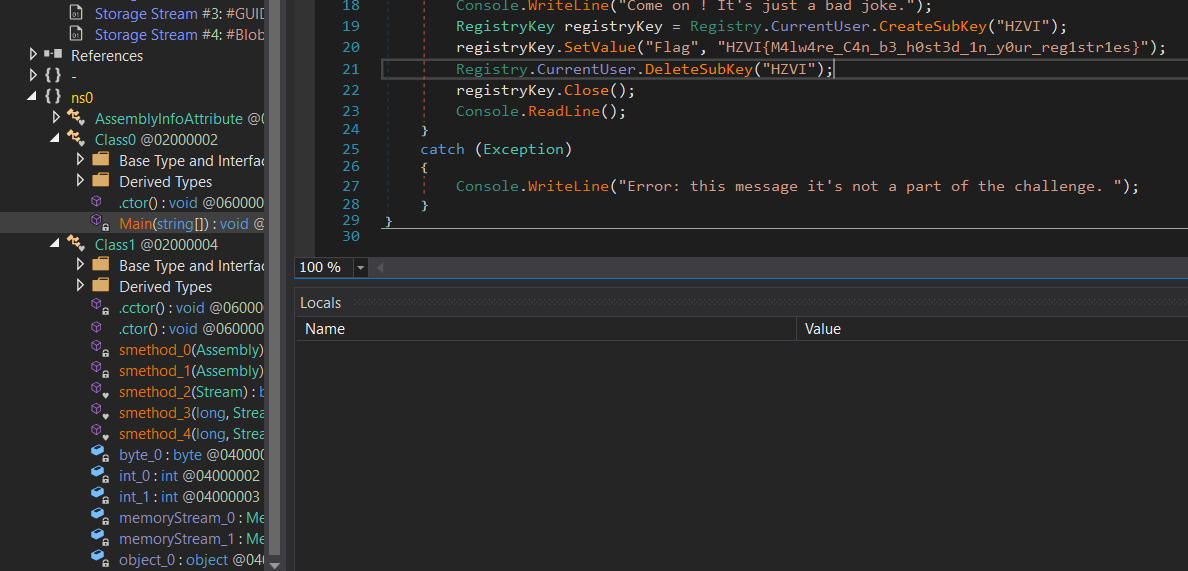 Storage Stream #3: #GUID
Storage Stream #4: #Blob
References
{ } -
{ } ns0
AssemblyInfoAttribute @0
Class0 @02000002
Base Type and Interfac
Derived Types
.ctor() : void @060000
Main(string[]) : void @
Class1 @02000004
Base Type and Interfac
Derived Types
.cctor() : void @06000
.ctor() : void @060000
smethod_0(Assembly)
smethod_1(Assembly)
smethod_2(Stream) : b
smethod_3(long, Strea
smethod_4(long, Strea
byte_0 : byte @04000
int_0 : int @04000002
int_1 : int @04000003
memoryStream_0 : Me
memoryStream_1 : Me
object_0 : object @040
18 Console.WriteLine("Come on ! It's just a bad joke.");
19 RegistryKey registryKey = Registry.CurrentUser.CreateSubKey("HZVI");
20 registryKey.SetValue("Flag", "HZVI{M4lw4re_C4n_b3_h0st3d_1n_y0ur_reg1str1es}");
21 Registry.CurrentUser.DeleteSubKey("HZVI");
22 registryKey.Close();
23 Console.ReadLine();
24 }
25 catch (Exception)
26 {
27 Console.WriteLine("Error: this message it's not a part of the challenge. ");
28 }
29 }
30
100 %
Locals
Name Value